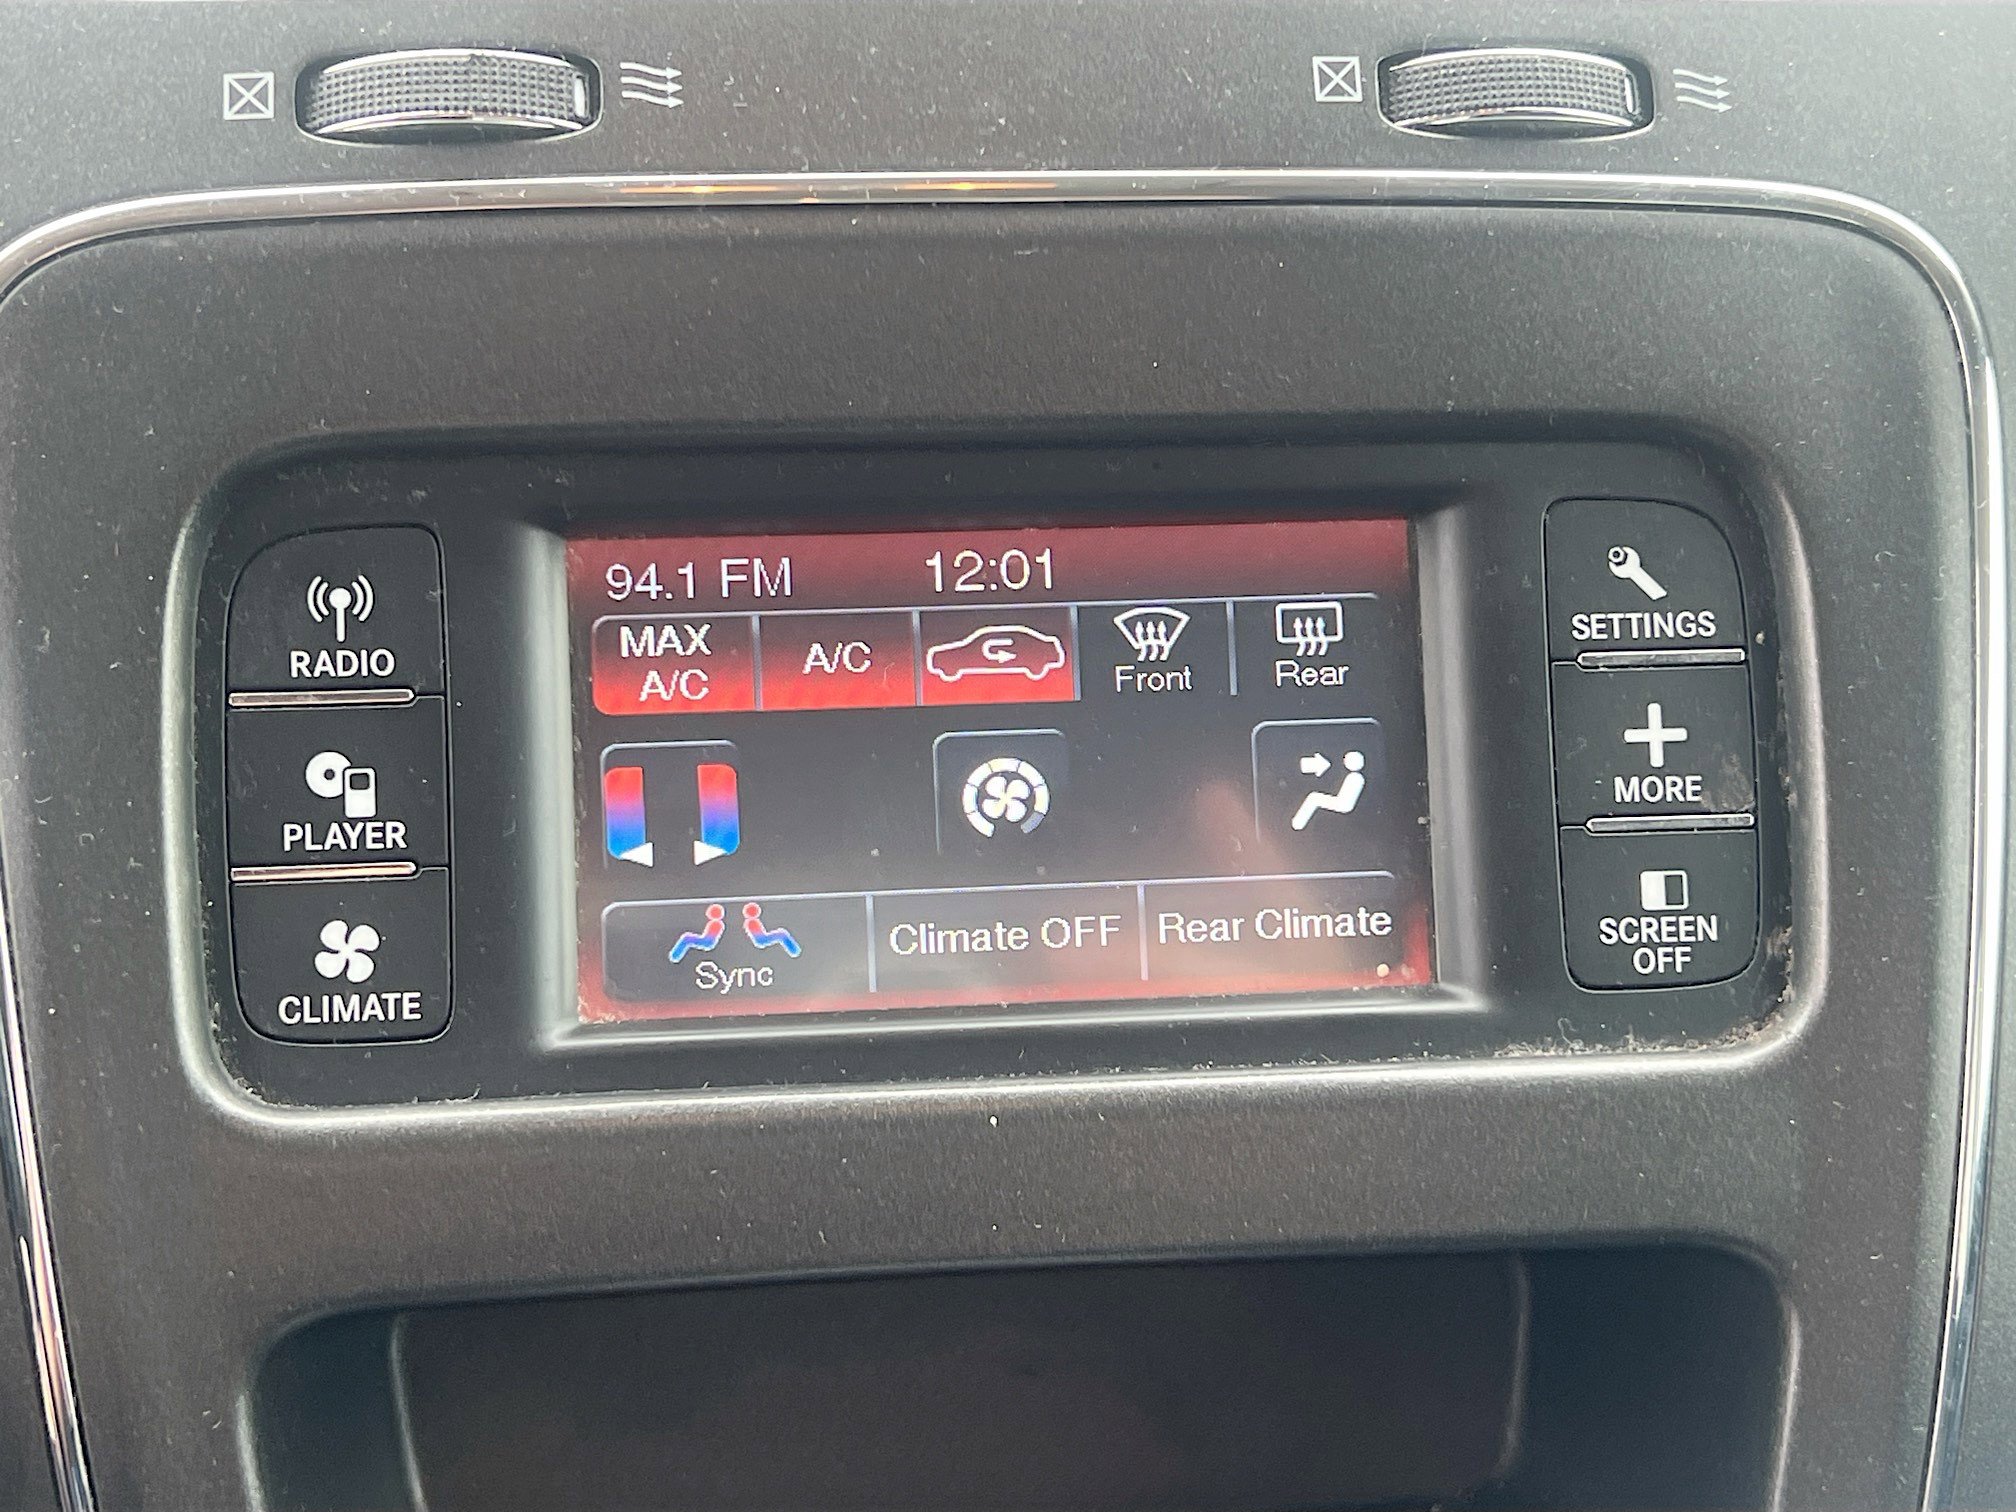 94.1 FM 12:01
MAX
A/C
A/C
Front
Rear
Sync
Climate OFF
Rear Climate
RADIO
PLAYER
CLIMATE
SETTINGS
MORE
SCREEN
OFF